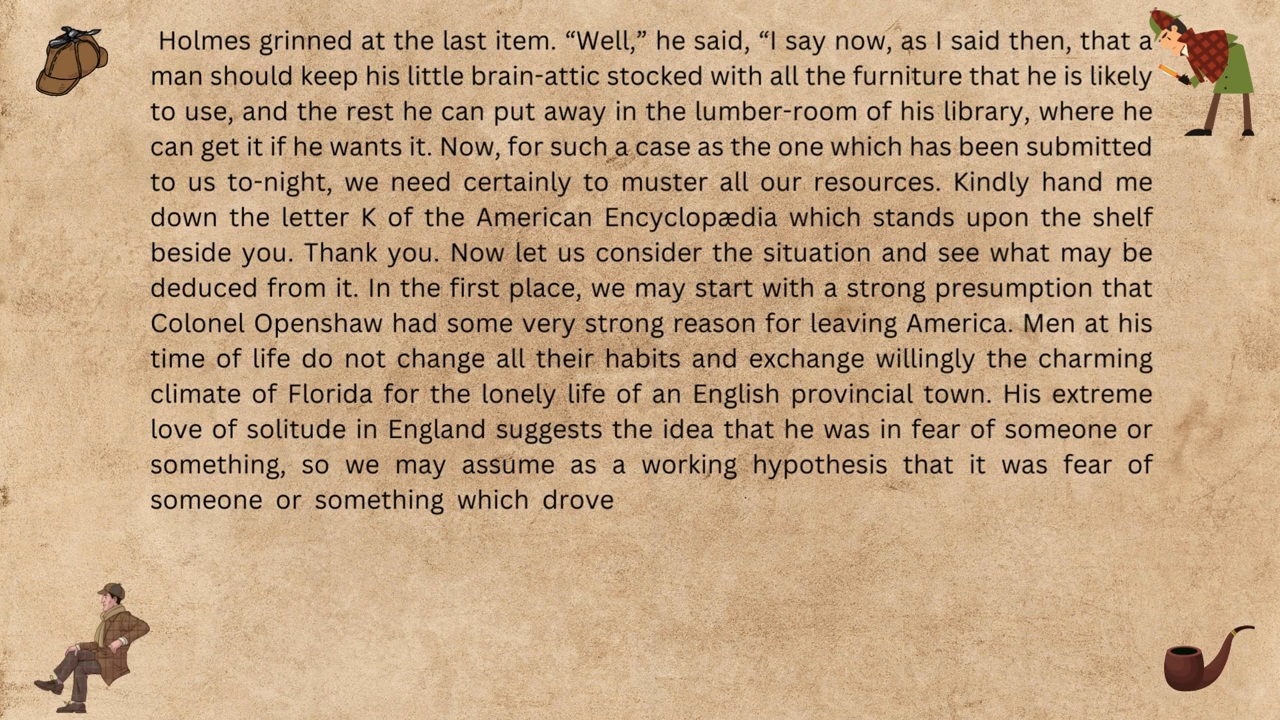 Holmes grinned at the last item. “Well,” he said, “I say now, as I said then, that a
man should keep his little brain-attic stocked with all the furniture that he is likely
to use, and the rest he can put away in the lumber-room of his library, where he
can get it if he wants it. Now, for such a case as the one which has been submitted
to us to-night, we need certainly to muster all our resources. Kindly hand me
down the letter K of the American Encyclopædia which stands upon the shelf
beside you. Thank you. Now let us consider the situation and see what may be
deduced from it. In the first place, we may start with a strong presumption that
Colonel Openshaw had some very strong reason for leaving America. Men at his
time of life do not change all their habits and exchange willingly the charming
climate of Florida for the lonely life of an English provincial town. His extreme
love of solitude in England suggests the idea that he was in fear of someone or
something, so we may assume as a working hypothesis that it was fear of
someone or something which drove